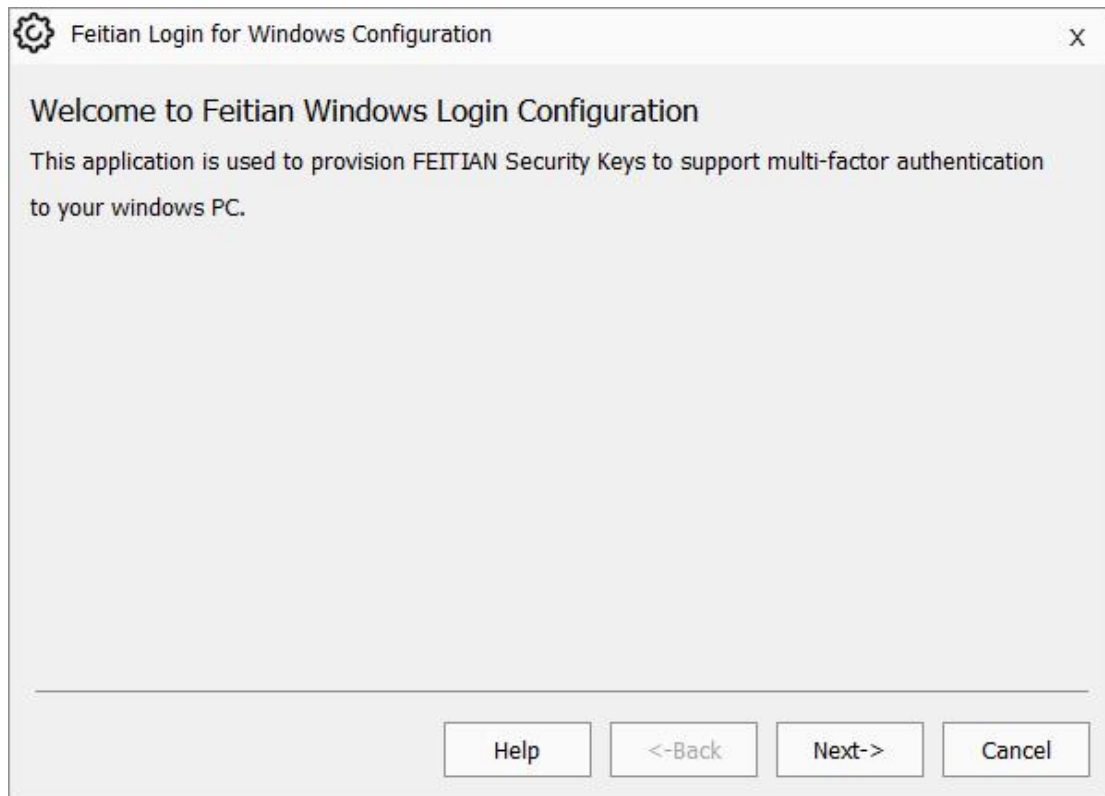 Feitian Login for Windows Configuration
X
Welcome to Feitian Windows Login Configuration
This application is used to provision FEITIAN Security Keys to support multi-factor authentication
to your windows PC.
Help
<-Back
Next->
Cancel